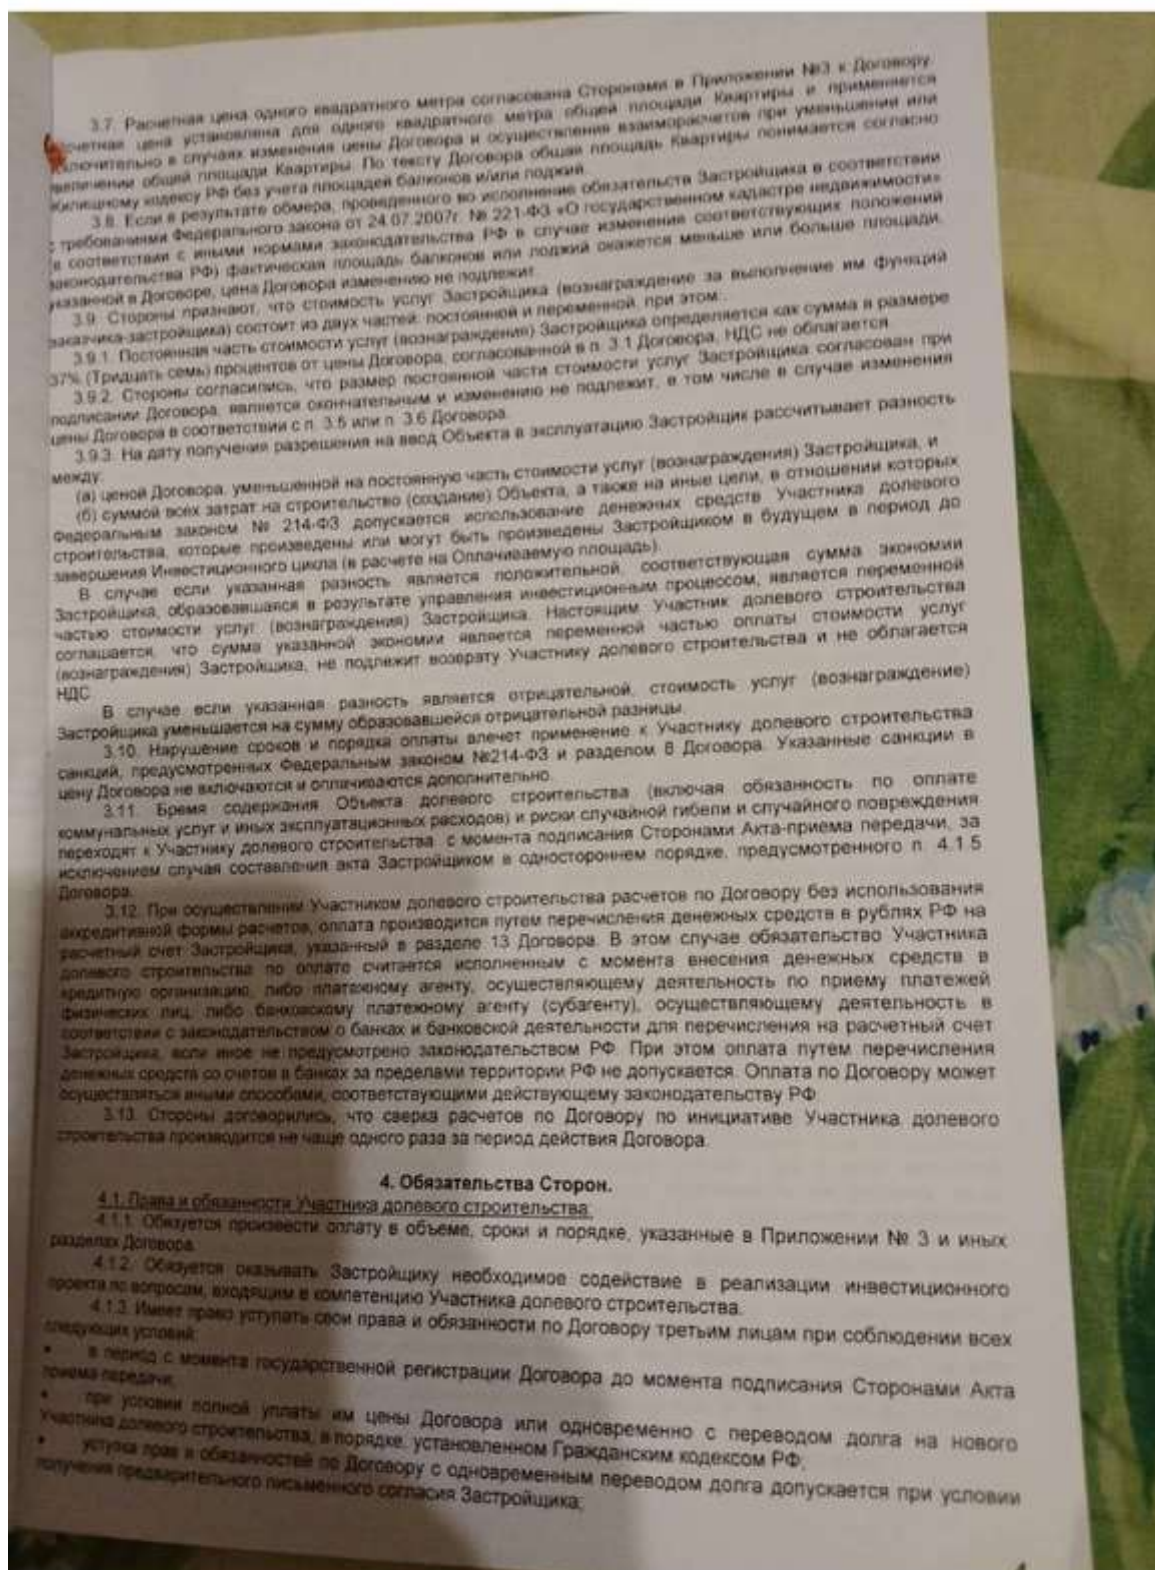 3.7. Расчетная цена одного квадратного метра согласована Сторонами в Приложении №3 к Договору.
счетная цена установлена для одного квадратного метра общей площади Квартиры и применяется
ключительно в случаях изменения цены Договора и осуществления взаиморасчетов при уменьшении или
величении общей площади Квартиры. По тексту Договора общая площадь Квартиры понимается согласно
Жилищному кодексу РФ без учета площадей балконов и/или лоджий.
3.8. Если в результате обмера, проведенного во исполнение обязательств Застройщика в соответствии
с требованиями Федерального закона от 24.07.2007г. № 221-ФЗ «О государственном кадастре недвижимости»
(в соответствии с иными нормами законодательства РФ в случае изменения соответствующих положений
законодательства РФ) фактическая площадь балконов или лоджий окажется меньше или больше площади,
указанной в Договоре, цена Договора изменению не подлежит.
3.9. Стороны признают, что стоимость услуг Застройщика (вознаграждение за выполнение им функций
заказчика-застройщика) состоит из двух частей: постоянной и переменной, при этом:
3.9.1. Постоянная часть стоимости услуг (вознаграждения) Застройщика определяется как сумма в размере
37% (Тридцать семь) процентов от цены Договора, согласованной в п. 3.1 Договора, НДС не облагается.
3.9.2. Стороны согласились, что размер постоянной части стоимости услуг Застройщика согласован при
подписании Договора, является окончательным и изменению не подлежит, в том числе в случае изменения
цены Договора в соответствии с п. 3.5 или п. 3.6 Договора.
3.9.3. На дату получения разрешения на ввод Объекта в эксплуатацию Застройщик рассчитывает разность
между:
(а) ценой Договора, уменьшенной на постоянную часть стоимости услуг (вознаграждения) Застройщика, и
(б) суммой всех затрат на строительство (создание) Объекта, а также на иные цели, в отношении которых
Федеральным законом № 214-ФЗ допускается использование денежных средств Участника долевого
строительства, которые произведены или могут быть произведены Застройщиком в будущем в период до
завершения Инвестиционного цикла (в расчете на Оплачиваемую площадь).
В случае если указанная разность является положительной, соответствующая сумма экономии
Застройщика, образовавшаяся в результате управления инвестиционным процессом, является переменной
частью стоимости услуг (вознаграждения) Застройщика. Настоящим Участник долевого строительства
соглашается, что сумма указанной экономии является переменной частью оплаты стоимости услуг
(вознаграждения) Застройщика, не подлежит возврату Участнику долевого строительства и не облагается
НДС.
В случае если указанная разность является отрицательной, стоимость услуг (вознаграждение)
Застройщика уменьшается на сумму образовавшейся отрицательной разницы.
3.10. Нарушение сроков и порядка оплаты влечет применение к Участнику долевого строительства
санкций, предусмотренных Федеральным законом №214-ФЗ и разделом 8 Договора. Указанные санкции в
цену Договора не включаются и оплачиваются дополнительно.
3.11. Бремя содержания Объекта долевого строительства (включая обязанность по оплате
коммунальных услуг и иных эксплуатационных расходов) и риски случайной гибели и случайного повреждения
переходят к Участнику долевого строительства с момента подписания Сторонами Акта-приема передачи, за
исключением случая составления акта Застройщиком в одностороннем порядке, предусмотренного п. 4.1.5
Договора.
3.12. При осуществлении Участником долевого строительства расчетов по Договору без использования
аккредитивной формы расчетов, оплата производится путем перечисления денежных средств в рублях РФ на
расчетный счет Застройщика, указанный в разделе 13 Договора. В этом случае обязательство Участника
долевого строительства по оплате считается исполненным с момента внесения денежных средств в
кредитную организацию, либо платежному агенту, осуществляющему деятельность по приему платежей
физических лиц, либо банковскому платежному агенту (субагенту), осуществляющему деятельность в
соответствии с законодательством о банках и банковской деятельности для перечисления на расчетный счет
Застройщика, если иное не предусмотрено законодательством РФ. При этом оплата путем перечисления
денежных средств со счетов в банках за пределами территории РФ не допускается. Оплата по Договору может
осуществляться иными способами, соответствующими действующему законодательству РФ.
3.13. Стороны договорились, что сверка расчетов по Договору по инициативе Участника долевого
строительства производится не чаще одного раза за период действия Договора.
4. Обязательства Сторон.
4.1. Права и обязанности Участника долевого строительства:
4.1.1. Обязуется произвести оплату в объеме, сроки и порядке, указанные в Приложении № 3 и иных
разделах Договора.
4.1.2. Обязуется оказывать Застройщику необходимое содействие в реализации инвестиционного
проекта по вопросам, входящим в компетенцию Участника долевого строительства.
4.1.3. Имеет право уступать свои права и обязанности по Договору третьим лицам при соблюдении всех
следующих условий:
• в период с момента государственной регистрации Договора до момента подписания Сторонами Акта
приема передачи;
• при условии полной уплаты им цены Договора или одновременно с переводом долга на нового
Участника долевого строительства, в порядке, установленном Гражданским кодексом РФ;
• уступка прав и обязанностей по Договору с одновременным переводом долга допускается при условии
получения предварительного письменного согласия Застройщика;